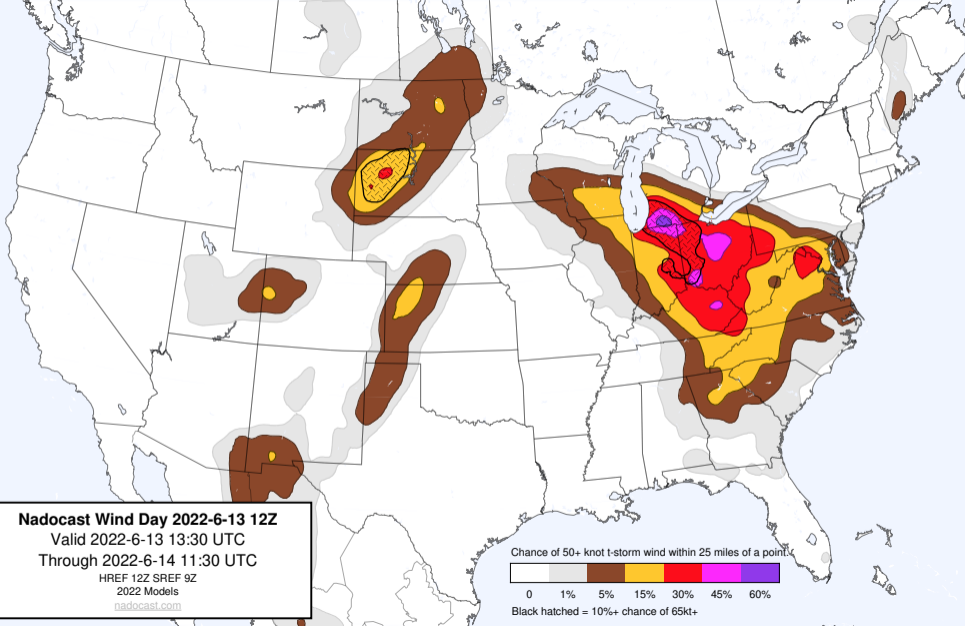 Nadocast Wind Day 2022-6-13 12Z
Valid 2022-6-13 13:30 UTC
Through 2022-6-14 11:30 UTC
HREF 12Z SREF 9Z
2022 Models
nadocast.com
Chance of 50+ knot t-storm wind within 25 miles of a point.
0 1% 5% 15% 30% 45% 60%
Black hatched = 10%+ chance of 65kt+